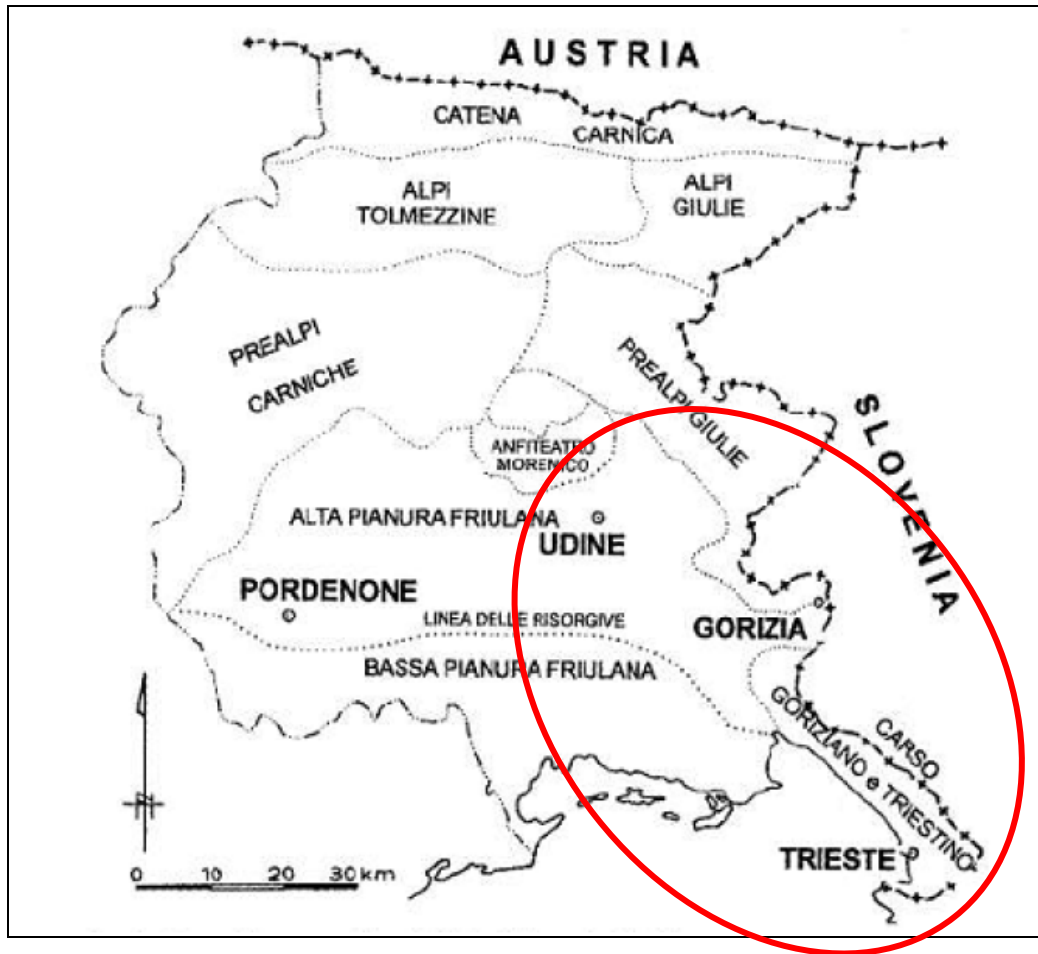 AUSTRIA
CATENA
CARNICA
ALPI
TOLMEZZINE
ALPI
GIULIE
PREALPI
CARNICHE
PREALPI GIULIE
SLOVENIA
ANFITEATRO
MORENICO
ALTA PIANURA FRIULANA
UDINE
PORDENONE
LINEA DELLE RISORGIVE
GORIZIA
BASSA PIANURA FRIULANA
CARSO
GORIZIANO e TRIESTINO
TRIESTE
N
0 10 20 30 km